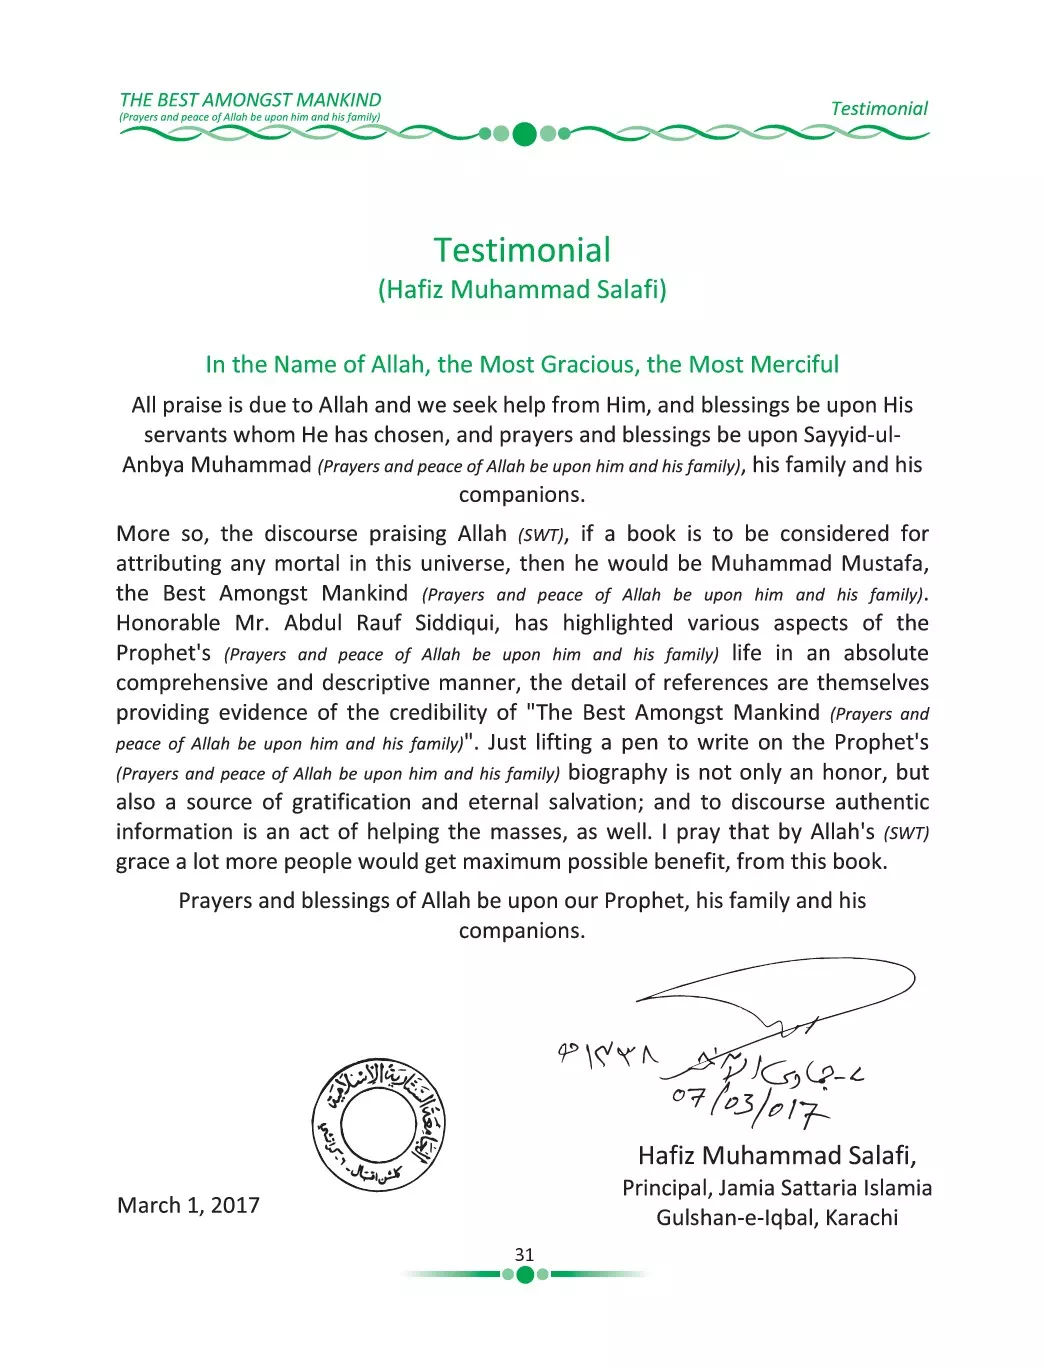 THE BEST AMONGST MANKIND
(Prayers and peace of Allah be upon him and his family)
Testimonial
Testimonial
(Hafiz Muhammad Salafi)
In the Name of Allah, the Most Gracious, the Most Merciful
All praise is due to Allah and we seek help from Him, and blessings be upon His
servants whom He has chosen, and prayers and blessings be upon Sayyid-ul-
Anbya Muhammad (Prayers and peace of Allah be upon him and his family), his family and his
companions.
More so, the discourse praising Allah (SWT), if a book is to be considered for
attributing any mortal in this universe, then he would be Muhammad Mustafa,
the Best Amongst Mankind (Prayers and peace of Allah be upon him and his family).
Honorable Mr. Abdul Rauf Siddiqui, has highlighted various aspects of the
Prophet's (Prayers and peace of Allah be upon him and his family) life in an absolute
comprehensive and descriptive manner, the detail of references are themselves
providing evidence of the credibility of "The Best Amongst Mankind (Prayers and
peace of Allah be upon him and his family)". Just lifting a pen to write on the Prophet's
(Prayers and peace of Allah be upon him and his family) biography is not only an honor, but
also a source of gratification and eternal salvation; and to discourse authentic
information is an act of helping the masses, as well. I pray that by Allah's (SWT)
grace a lot more people would get maximum possible benefit, from this book.
Prayers and blessings of Allah be upon our Prophet, his family and his
companions.
۱۴۳۸ھ
07/03/017
الجامعة الستارية الإسلامية
گلشن اقبال - ٦ - کراتشي
Hafiz Muhammad Salafi,
Principal, Jamia Sattaria Islamia
Gulshan-e-Iqbal, Karachi
March 1, 2017
31